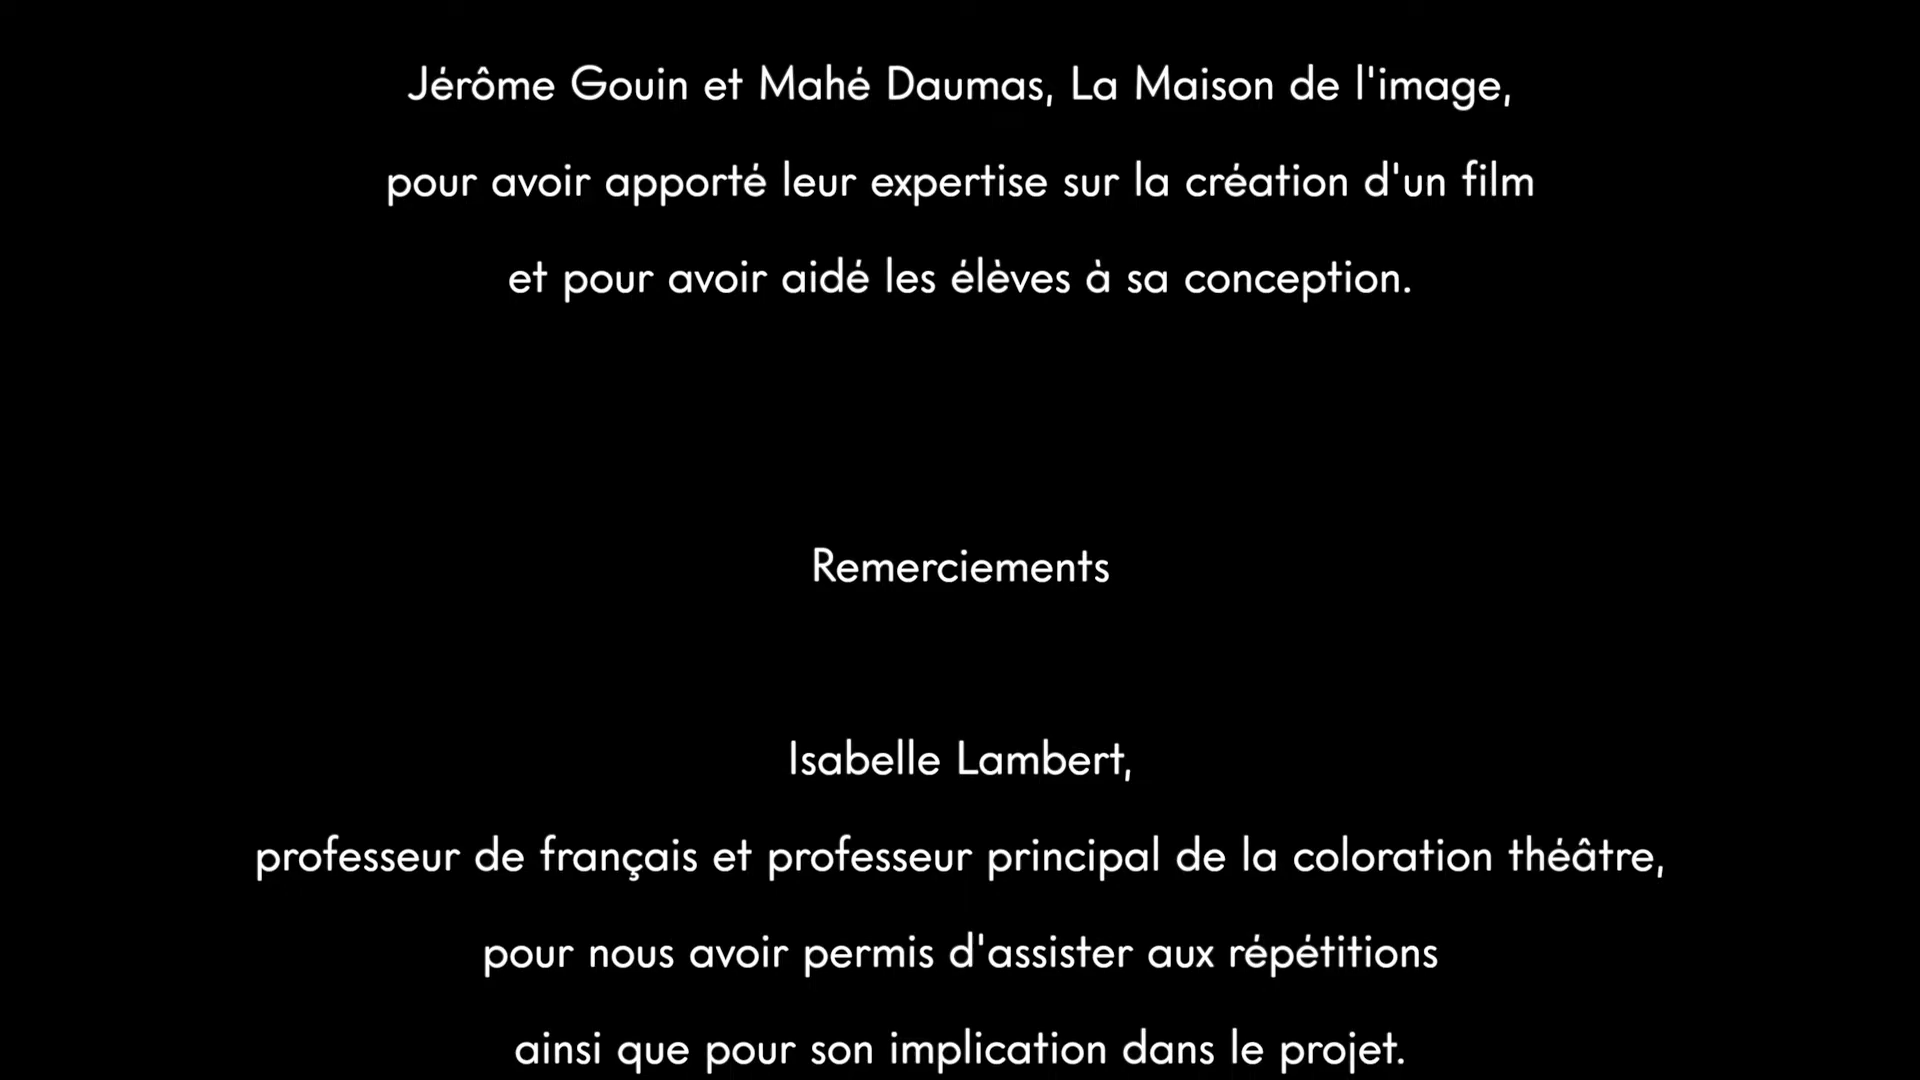 Jérôme Gouin et Mahé Daumas, La Maison de l'image,
pour avoir apporté leur expertise sur la création d'un film
et pour avoir aidé les élèves à sa conception.
Remerciements
Isabelle Lambert,
professeur de français et professeur principal de la coloration théâtre,
pour nous avoir permis d'assister aux répétitions
ainsi que pour son implication dans le projet.